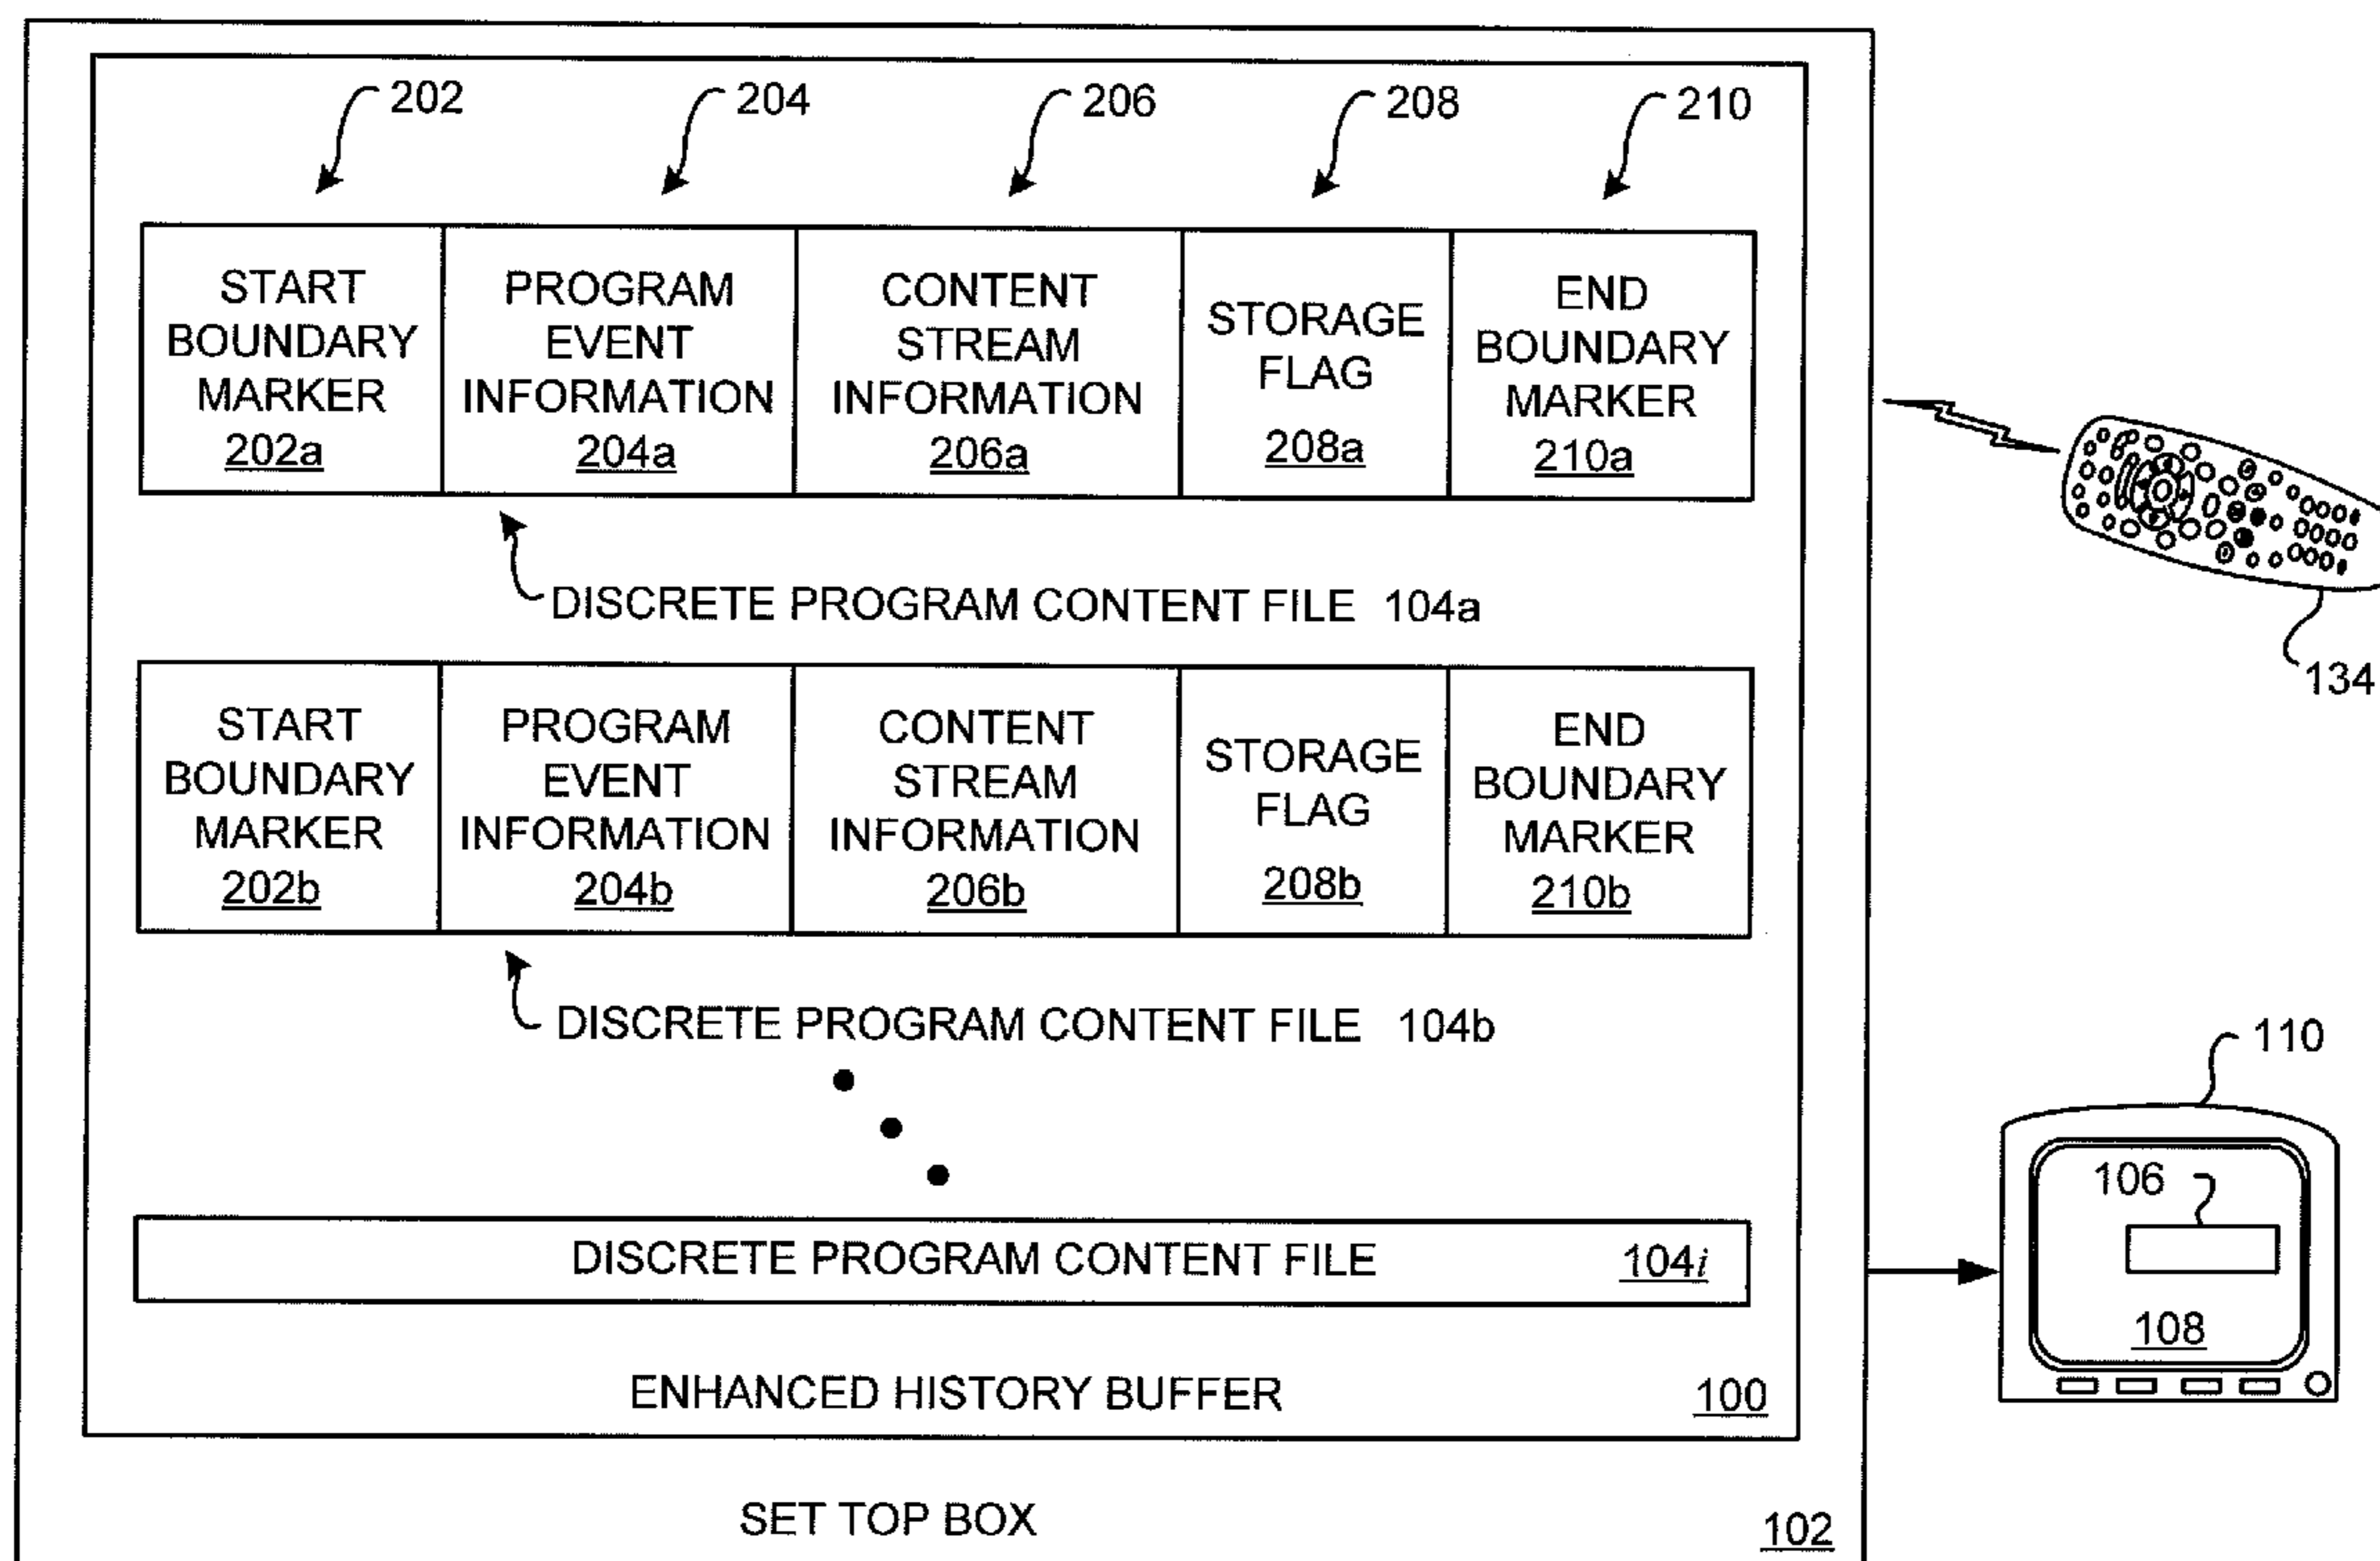 202 204 206 208 210
START BOUNDARY MARKER 202a
PROGRAM EVENT INFORMATION 204a
CONTENT STREAM INFORMATION 206a
STORAGE FLAG 208a
END BOUNDARY MARKER 210a
DISCRETE PROGRAM CONTENT FILE 104a
134
START BOUNDARY MARKER 202b
PROGRAM EVENT INFORMATION 204b
CONTENT STREAM INFORMATION 206b
STORAGE FLAG 208b
END BOUNDARY MARKER 210b
DISCRETE PROGRAM CONTENT FILE 104b
110
106
108
DISCRETE PROGRAM CONTENT FILE 104i
ENHANCED HISTORY BUFFER 100
SET TOP BOX 102